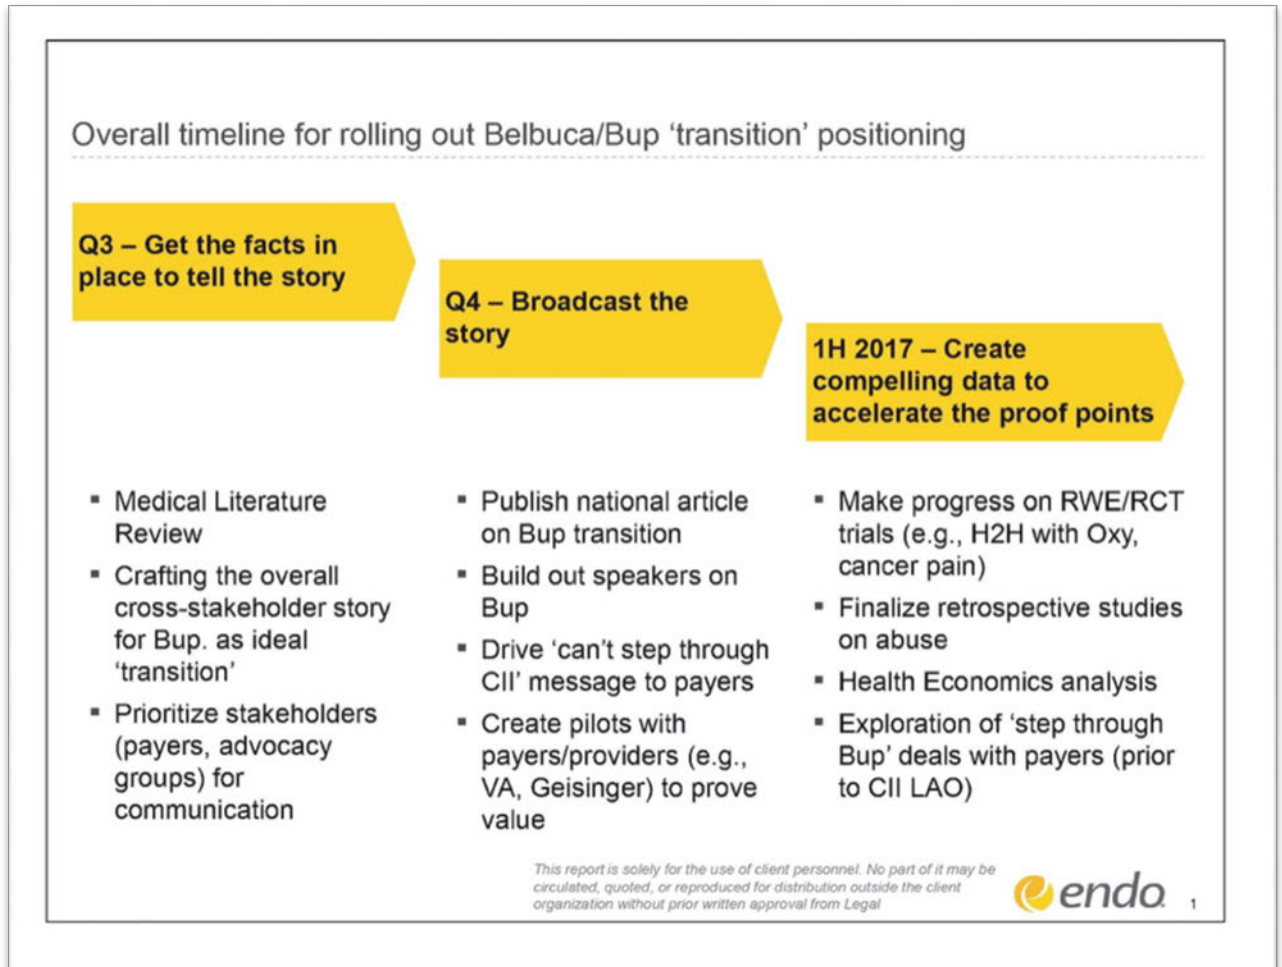 Overall timeline for rolling out Belbuca/Bup ‘transition’ positioning
Q3 – Get the facts in
place to tell the story
Q4 – Broadcast the
story
1H 2017 – Create
compelling data to
accelerate the proof points
▪ Medical Literature
Review
▪ Crafting the overall
cross-stakeholder story
for Bup. as ideal
‘transition’
▪ Prioritize stakeholders
(payers, advocacy
groups) for
communication
▪ Publish national article
on Bup transition
▪ Build out speakers on
Bup
▪ Drive ‘can’t step through
CII’ message to payers
▪ Create pilots with
payers/providers (e.g.,
VA, Geisinger) to prove
value
▪ Make progress on RWE/RCT
trials (e.g., H2H with Oxy,
cancer pain)
▪ Finalize retrospective studies
on abuse
▪ Health Economics analysis
▪ Exploration of ‘step through
Bup’ deals with payers (prior
to CII LAO)
This report is solely for the use of client personnel. No part of it may be
circulated, quoted, or reproduced for distribution outside the client
organization without prior written approval from Legal
endo
1